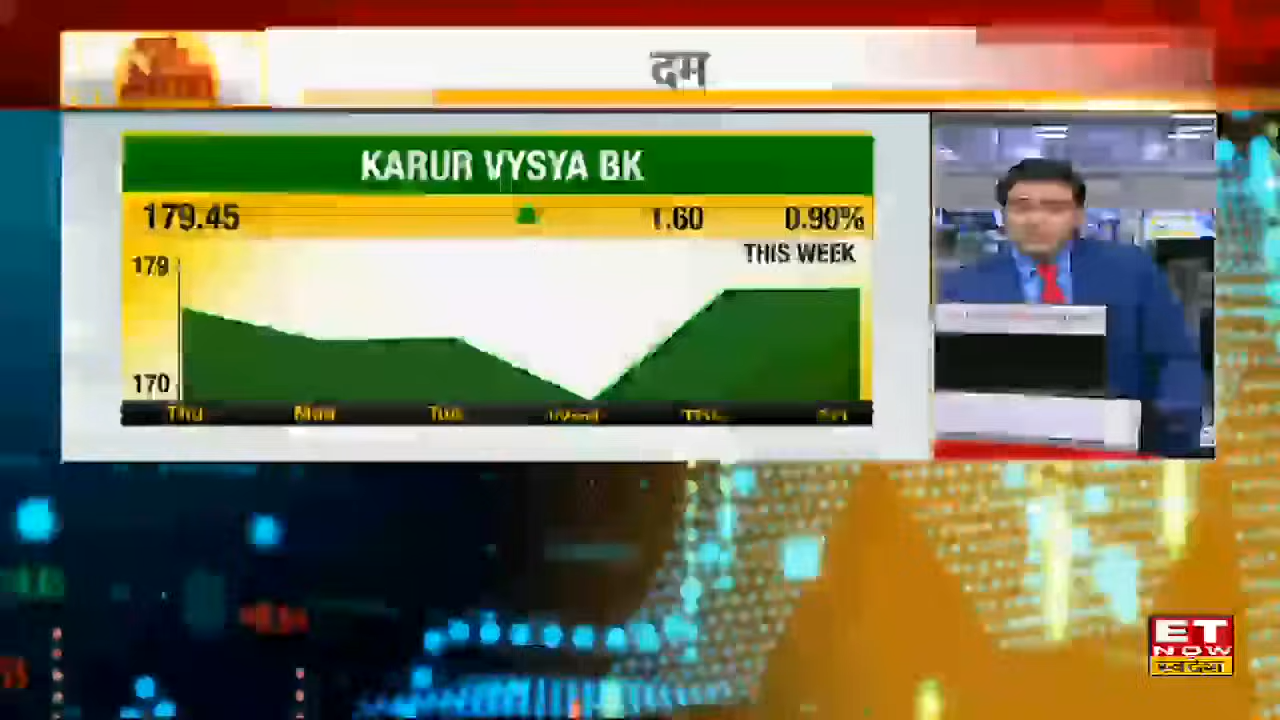 दम
KARUR VYSYA BK
179.45 1.60 0.90%
THIS WEEK
179
170
Thu Mon Tue
ET
NOW
स्वदेश